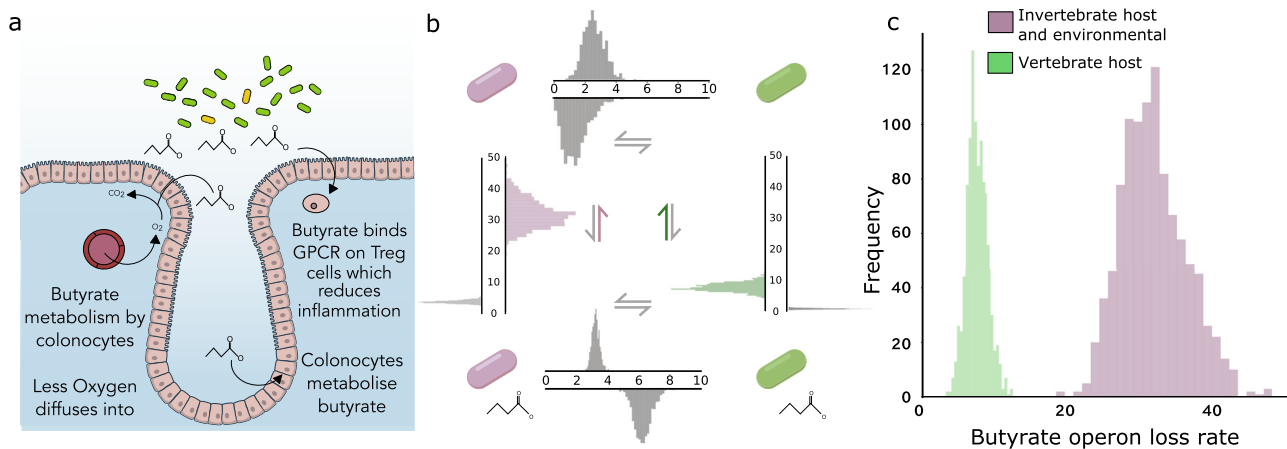 a
CO2
O2
Butyrate
metabolism by
colonocytes
Less Oxygen
diffuses into
Butyrate binds
GPCR on Treg
cells which
reduces
inflammation
Colonocytes
metabolise
butyrate
O
O
O
O
O
O
O
O
O
O
b
0 2 4 6 8 10
50
40
30
20
10
0
50
40
30
20
10
0
0 2 4 6 8 10
O
O
O
O
c
Invertebrate host
and environmental
Vertebrate host
Frequency
120
100
80
60
40
20
0
0 20 40
Butyrate operon loss rate